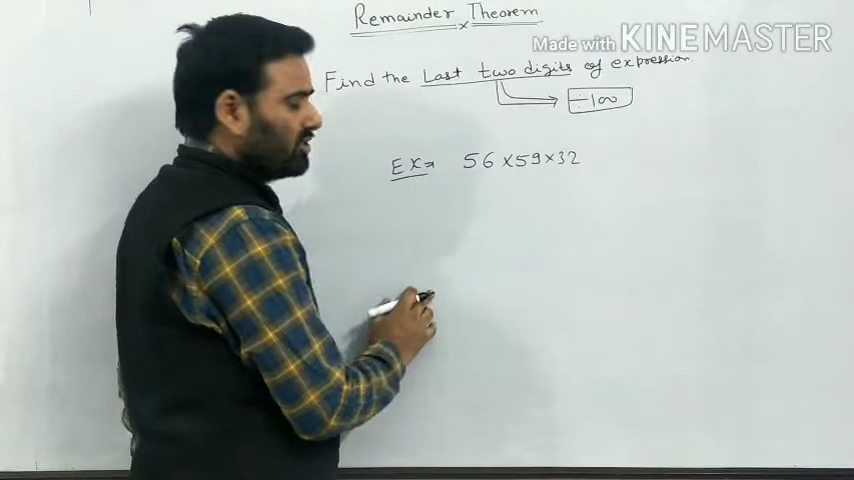 Remainder Theorem
Made with KINEMASTER
Find the Last two digits of expression.
÷100
Ex⇒ 56×59×32